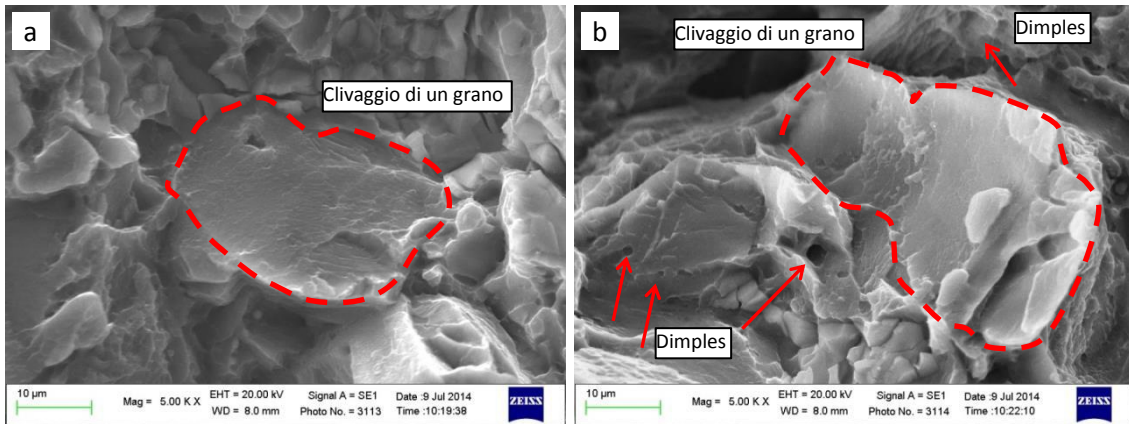 a
Clivaggio di un grano
10 µm
Mag = 5.00 K X
EHT = 20.00 kV
WD = 8.0 mm
Signal A = SE1
Photo No. = 3113
Date :9 Jul 2014
Time :10:19:38
ZEISS
b
Clivaggio di un grano
Dimples
Dimples
10 µm
Mag = 5.00 K X
EHT = 20.00 kV
WD = 8.0 mm
Signal A = SE1
Photo No. = 3114
Date :9 Jul 2014
Time :10:22:10
ZEISS